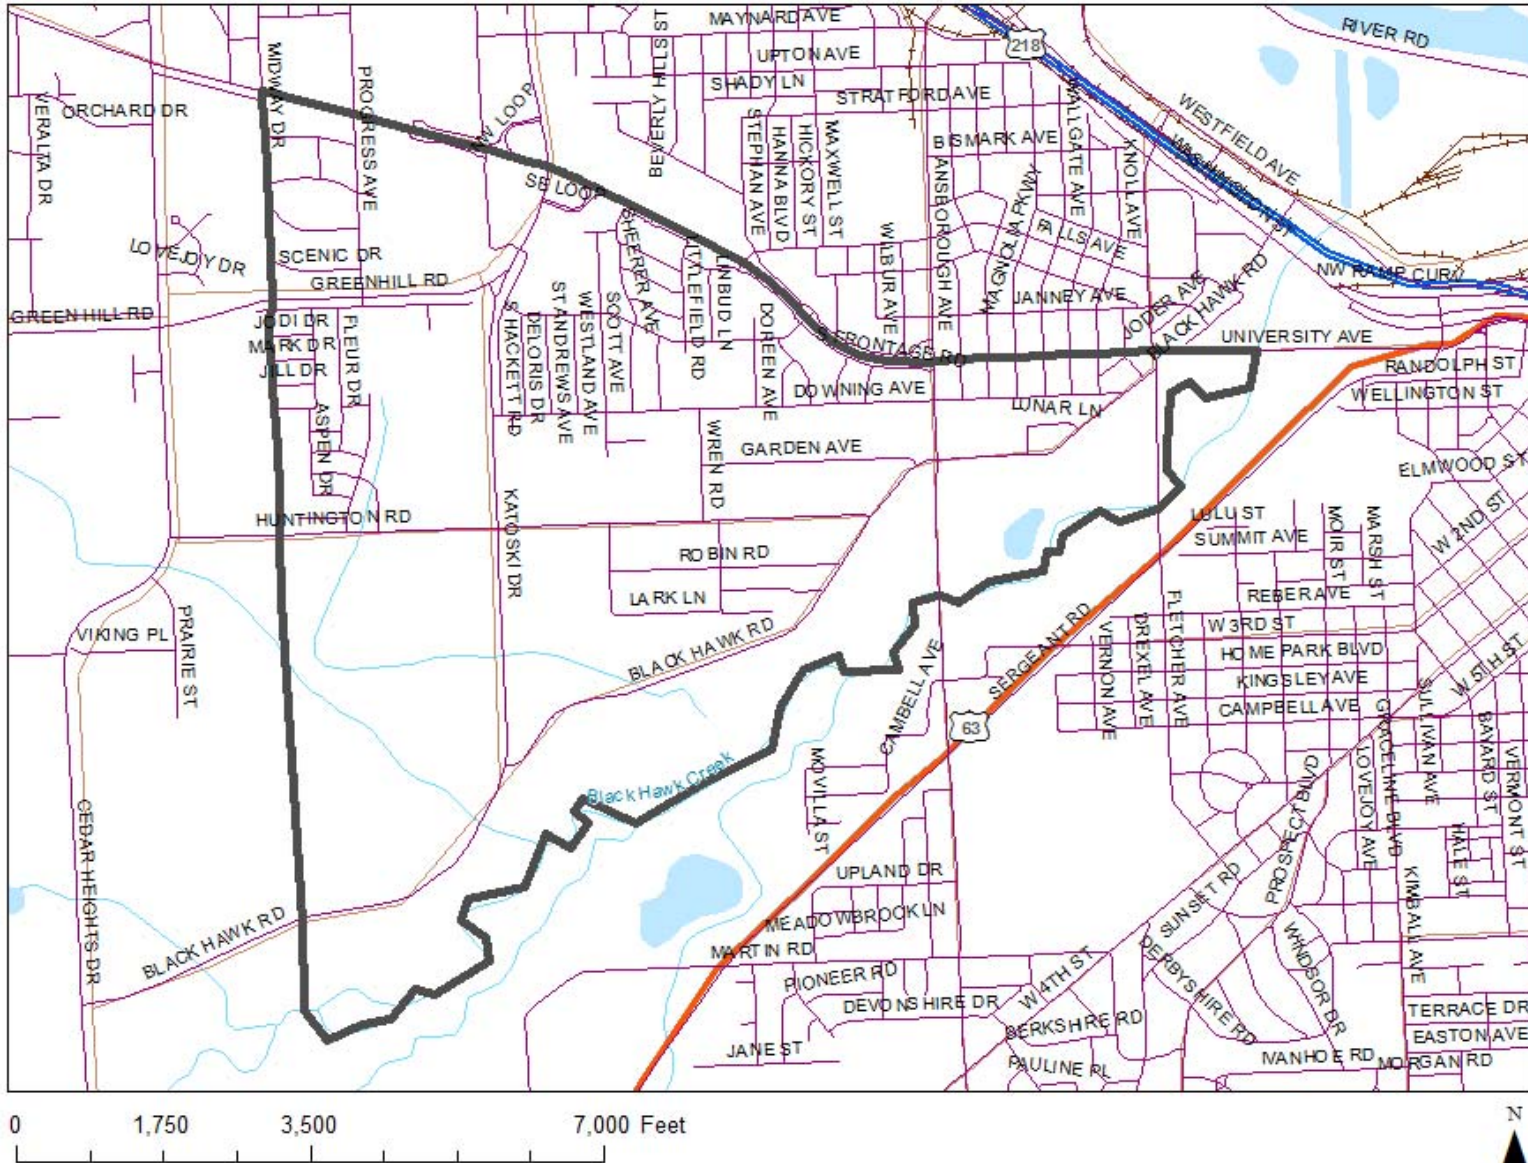 MAYNARD AVE
RIVER RD
218
UPTON AVE
BEVERLY HILLS ST
MIDWAY DR
PROGRESS AVE
SHADY LN
STRATFORD AVE
VERALTA DR
ORCHARD DR
NW LOOP
WALLGATE AVE
WESTFIELD AVE
STEPHAN AVE
HANNA BLVD
HICKORY ST
MAXWELL ST
BISMARK AVE
KNOLL AVE
WASHINGTON ST
ANSBOROUGH AVE
MAGNOLIA PKWY
SE LOOP
SHEERER AVE
FALLS AVE
LOVEJOY DR
SCENIC DR
LITTLEFIELD RD
LINBUD LN
WILBUR AVE
BLACK HAWK RD
NW RAMP CURV
GREENHILL RD
GREENHILL RD
JANNEY AVE
JODER AVE
S HACKETT RD
DELORIS DR
ST ANDREWS AVE
WESTLAND AVE
SCOTT AVE
DOREEN AVE
JODI DR
MARK DR
FLEUR DR
JILL DR
S FRONTAGE RD
UNIVERSITY AVE
RANDOLPH ST
DOWNING AVE
WELLINGTON ST
LUNAR LN
ASPEN DR
WREN RD
GARDEN AVE
ELMWOOD ST
HUNTINGTON RD
KATOSKI DR
LULU ST
SUMMIT AVE
MOIR ST
MARSH ST
W 2ND ST
ROBIN RD
LARK LN
REBER AVE
W 3RD ST
VIKING PL
PRAIRIE ST
BLACK HAWK RD
CAMBELL AVE
SERGEANT RD
VERNON AVE
DREXEL AVE
FLETCHER AVE
HOME PARK BLVD
KINGSLEY AVE
CAMPBELL AVE
W 5TH ST
63
GRACELINE BLVD
SULLIVAN AVE
BAYARD ST
VERMONT ST
Black Hawk Creek
MOVILLA ST
PROSPECT BLVD
LOVEJOY AVE
CEDAR HEIGHTS DR
UPLAND DR
HALE ST
KIMBALL AVE
SUNSET RD
MEADOWBROOK LN
BLACK HAWK RD
MARTIN RD
PIONEER RD
W 4TH ST
DERBYSHIRE RD
WINDSOR DR
DEVONSHIRE DR
TERRACE DR
BERKSHIRE RD
EASTON AVE
JANE ST
PAULINE PL
IVANHOE RD
MORGAN RD
0 1,750 3,500 7,000 Feet
N